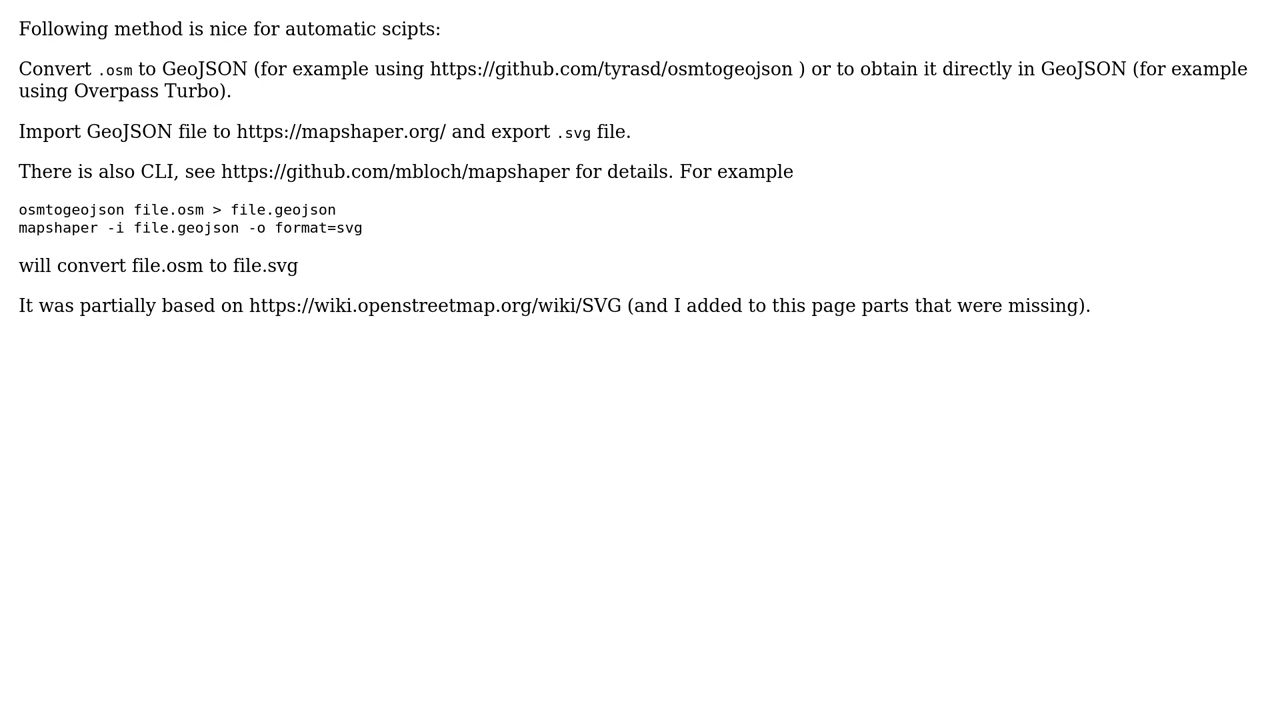 Following method is nice for automatic scipts:
Convert .osm to GeoJSON (for example using https://github.com/tyrasd/osmtogeojson ) or to obtain it directly in GeoJSON (for example
using Overpass Turbo).
Import GeoJSON file to https://mapshaper.org/ and export .svg file.
There is also CLI, see https://github.com/mbloch/mapshaper for details. For example
osmtogeojson file.osm > file.geojson
mapshaper -i file.geojson -o format=svg
will convert file.osm to file.svg
It was partially based on https://wiki.openstreetmap.org/wiki/SVG (and I added to this page parts that were missing).